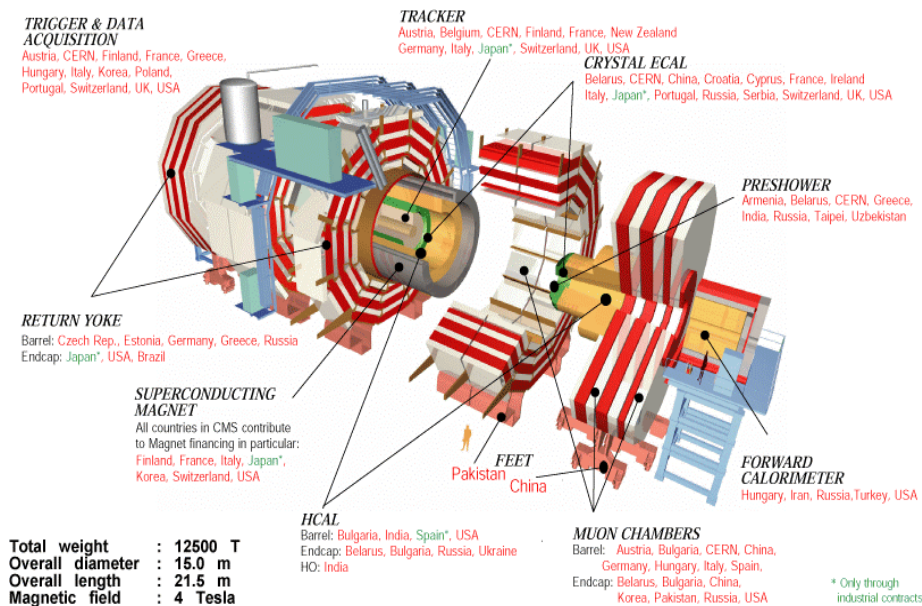 TRIGGER & DATA
ACQUISITION
Austria, CERN, Finland, France, Greece,
Hungary, Italy, Korea, Poland,
Portugal, Switzerland, UK, USA
TRACKER
Austria, Belgium, CERN, Finland, France, New Zealand
Germany, Italy, Japan*, Switzerland, UK, USA
CRYSTAL ECAL
Belarus, CERN, China, Croatia, Cyprus, France, Ireland
Italy, Japan*, Portugal, Russia, Serbia, Switzerland, UK, USA
PRESHOWER
Armenia, Belarus, CERN, Greece,
India, Russia, Taipei, Uzbekistan
RETURN YOKE
Barrel: Czech Rep., Estonia, Germany, Greece, Russia
Endcap: Japan*, USA, Brazil
SUPERCONDUCTING
MAGNET
All countries in CMS contribute
to Magnet financing in particular:
Finland, France, Italy, Japan*,
Korea, Switzerland, USA
FEET
Pakistan
China
FORWARD
CALORIMETER
Hungary, Iran, Russia,Turkey, USA
HCAL
Barrel: Bulgaria, India, Spain*, USA
Endcap: Belarus, Bulgaria, Russia, Ukraine
HO: India
MUON CHAMBERS
Barrel: Austria, Bulgaria, CERN, China,
Germany, Hungary, Italy, Spain,
Endcap: Belarus, Bulgaria, China,
Korea, Pakistan, Russia, USA
Total weight : 12500 T
Overall diameter : 15.0 m
Overall length : 21.5 m
Magnetic field : 4 Tesla
* Only through
industrial contracts